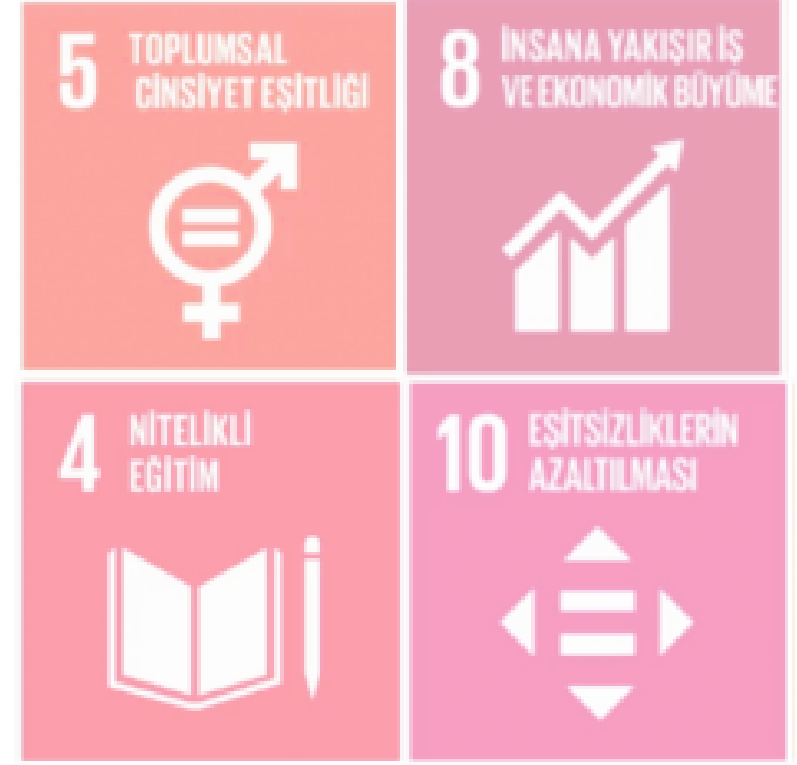 5
TOPLUMSAL
CİNSİYET EŞİTLİĞİ
8
İNSANA YAKIŞIR İŞ
VE EKONOMİK BÜYÜME
4
NİTELİKLİ
EĞİTİM
10
EŞİTSİZLİKLERİN
AZALTILMASI